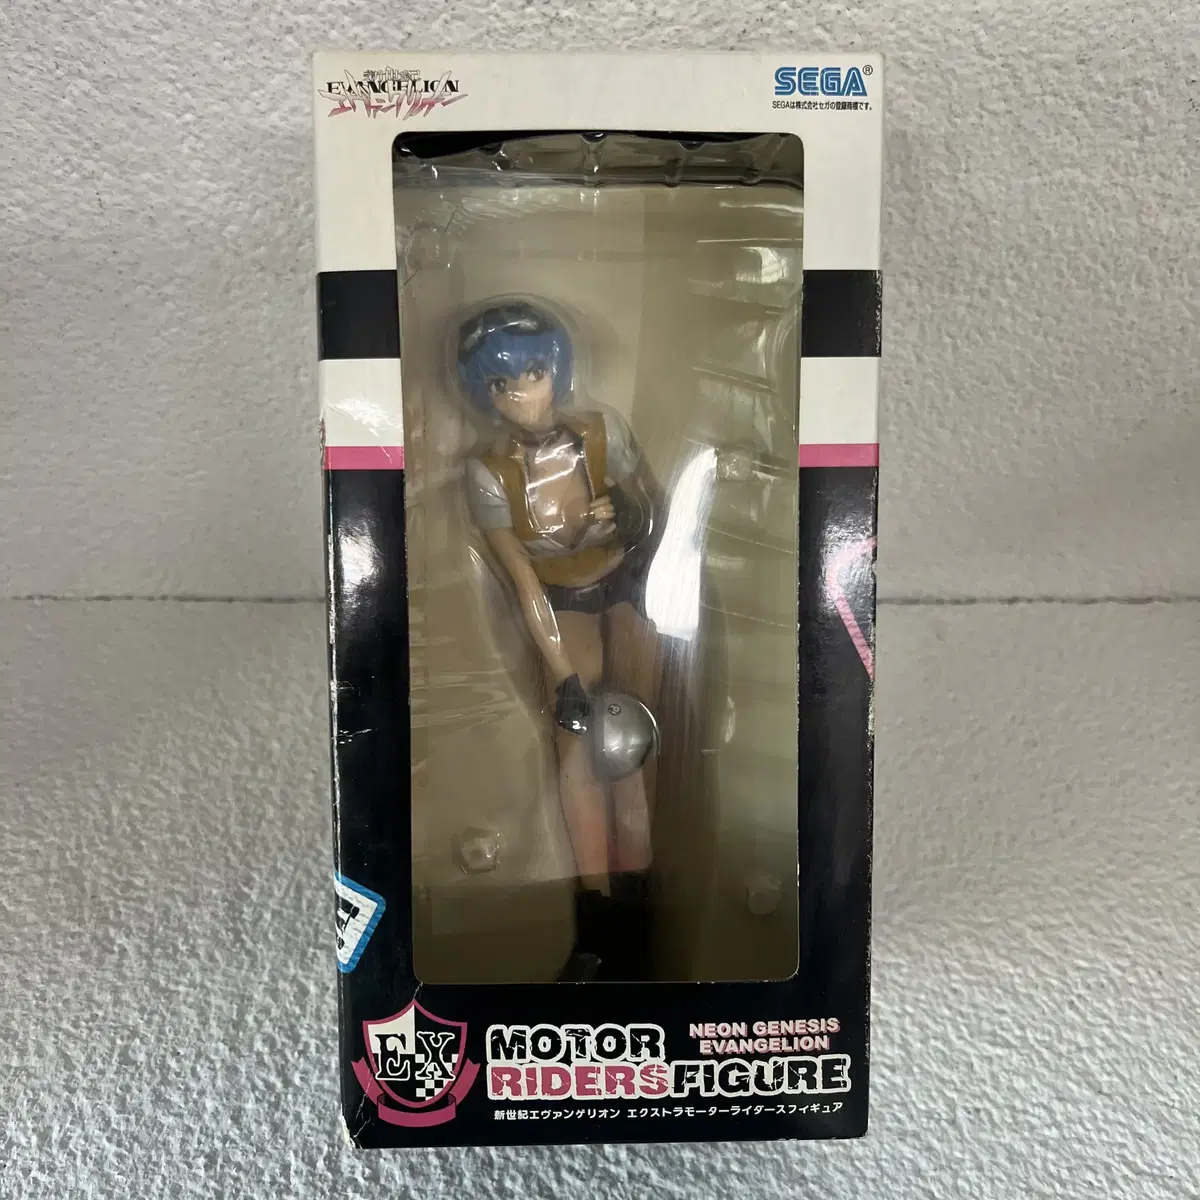 新世紀
EVANGELION
エヴァンゲリオン
SEGA®
SEGAは株式会社セガの登録商標です。
EX
MOTOR
RIDERS FIGURE
NEON GENESIS
EVANGELION
新世紀エヴァンゲリオン エクストラモーターライダースフィギュア